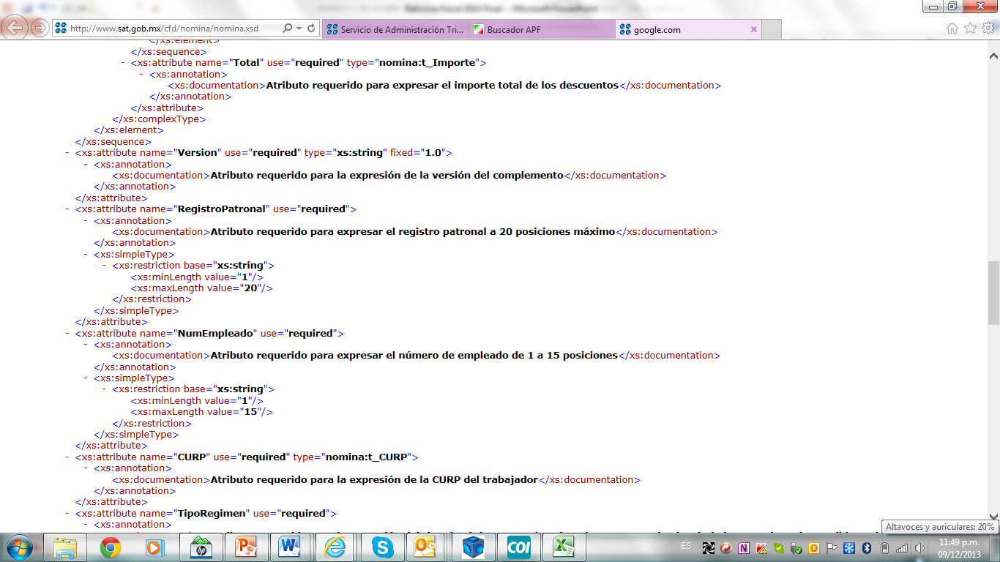 Reforma Fiscal 2014 Final - Microsoft PowerPoint
http://www.sat.gob.mx/cfd/nomina/nomina.xsd
Servicio de Administración Tri...
Buscador APF
google.com
</xs:element>
</xs:sequence>
- <xs:attribute name="Total" use="required" type="nomina:t_Importe">
- <xs:annotation>
<xs:documentation>Atributo requerido para expresar el importe total de los descuentos</xs:documentation>
</xs:annotation>
</xs:attribute>
</xs:complexType>
</xs:element>
</xs:sequence>
- <xs:attribute name="Version" use="required" type="xs:string" fixed="1.0">
- <xs:annotation>
<xs:documentation>Atributo requerido para la expresión de la versión del complemento</xs:documentation>
</xs:annotation>
</xs:attribute>
- <xs:attribute name="RegistroPatronal" use="required">
- <xs:annotation>
<xs:documentation>Atributo requerido para expresar el registro patronal a 20 posiciones máximo</xs:documentation>
</xs:annotation>
- <xs:simpleType>
- <xs:restriction base="xs:string">
<xs:minLength value="1"/>
<xs:maxLength value="20"/>
</xs:restriction>
</xs:simpleType>
</xs:attribute>
- <xs:attribute name="NumEmpleado" use="required">
- <xs:annotation>
<xs:documentation>Atributo requerido para expresar el número de empleado de 1 a 15 posiciones</xs:documentation>
</xs:annotation>
- <xs:simpleType>
- <xs:restriction base="xs:string">
<xs:minLength value="1"/>
<xs:maxLength value="15"/>
</xs:restriction>
</xs:simpleType>
</xs:attribute>
- <xs:attribute name="CURP" use="required" type="nomina:t_CURP">
- <xs:annotation>
<xs:documentation>Atributo requerido para la expresión de la CURP del trabajador</xs:documentation>
</xs:annotation>
</xs:attribute>
- <xs:attribute name="TipoRegimen" use="required">
- <xs:annotation>
Altavoces y auriculares: 20%
hp
COI
ES
11:49 p.m.
09/12/2013